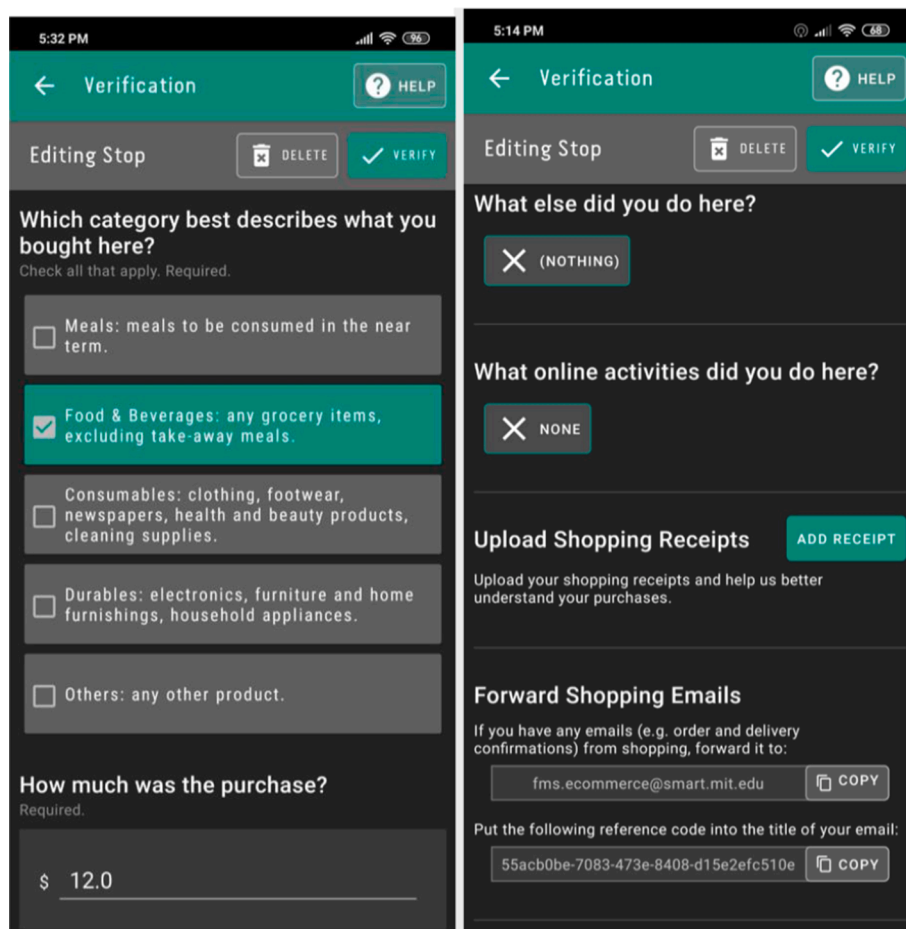 5:32 PM
96
Verification
HELP
Editing Stop
DELETE
VERIFY
Which category best describes what you
bought here?
Check all that apply. Required.
Meals: meals to be consumed in the near
term.
Food & Beverages: any grocery items,
excluding take-away meals.
Consumables: clothing, footwear,
newspapers, health and beauty products,
cleaning supplies.
Durables: electronics, furniture and home
furnishings, household appliances.
Others: any other product.
How much was the purchase?
Required.
$ 12.0
5:14 PM
68
Verification
HELP
Editing Stop
DELETE
VERIFY
What else did you do here?
(NOTHING)
What online activities did you do here?
NONE
Upload Shopping Receipts
ADD RECEIPT
Upload your shopping receipts and help us better
understand your purchases.
Forward Shopping Emails
If you have any emails (e.g. order and delivery
confirmations) from shopping, forward it to:
fms.ecommerce@smart.mit.edu
COPY
Put the following reference code into the title of your email:
55acb0be-7083-473e-8408-d15e2efc510e
COPY